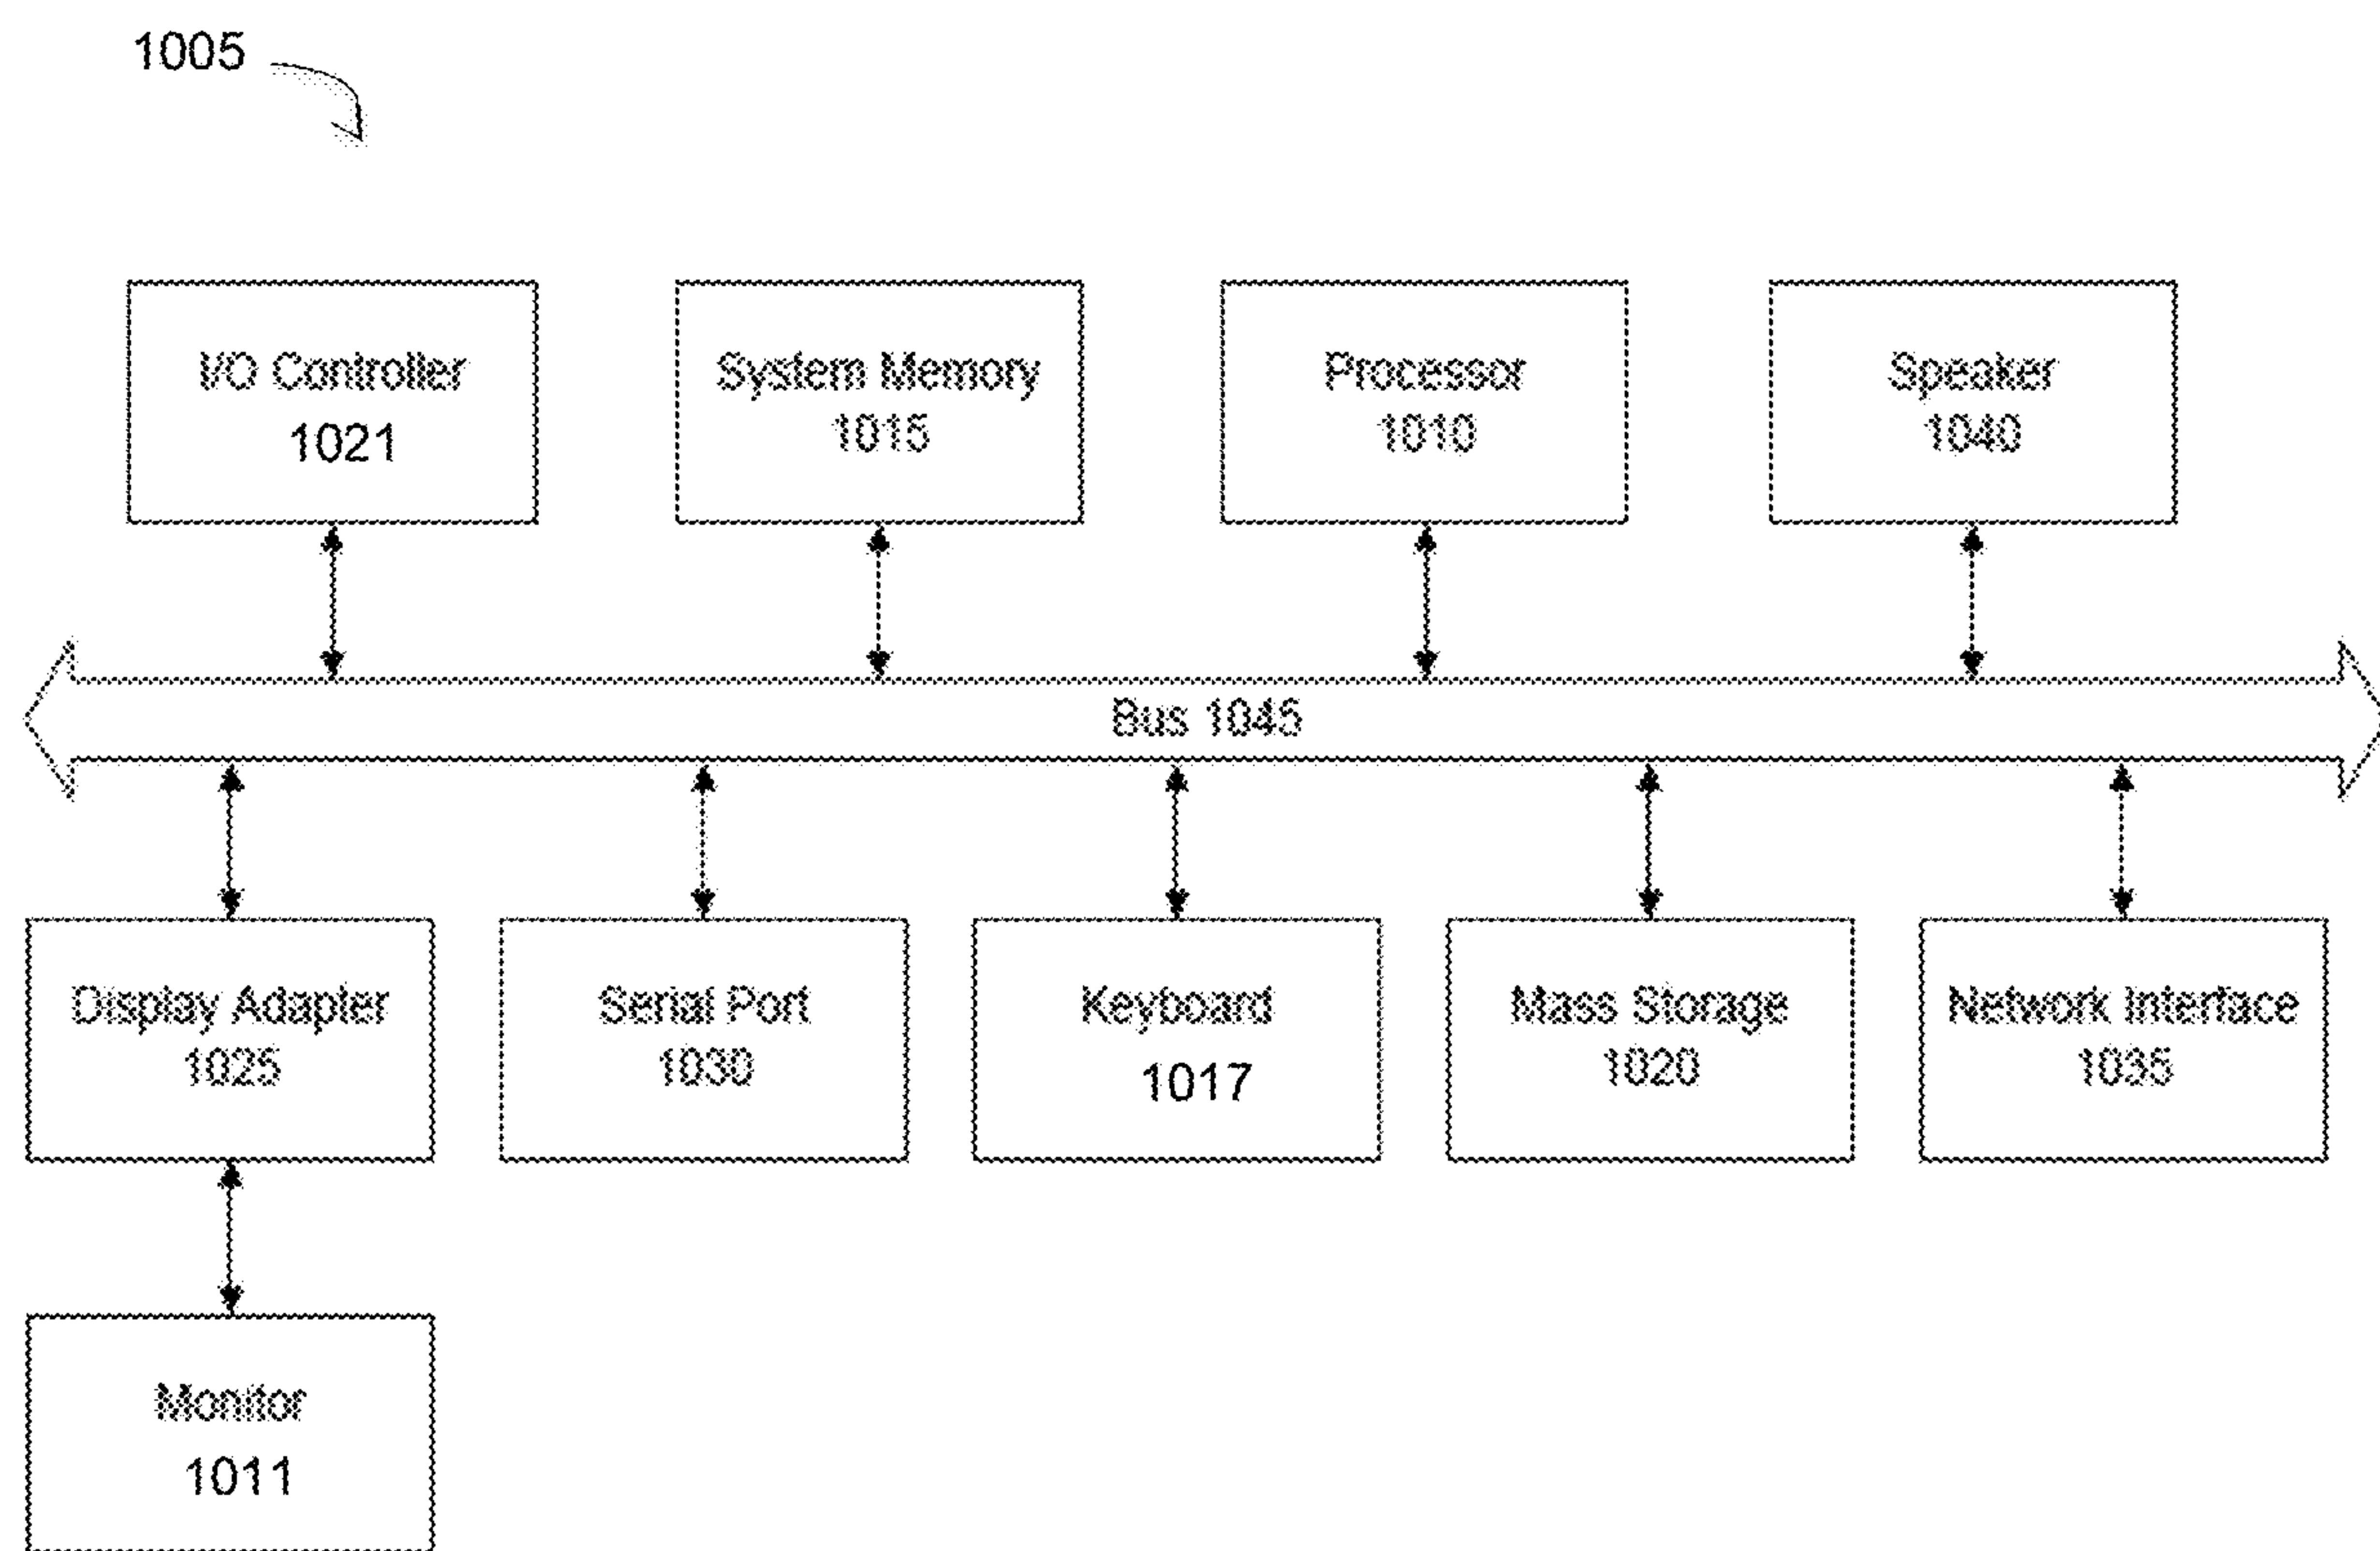 1005
I/O Controller
1021
System Memory
1015
Processor
1010
Speaker
1040
Bus 1045
Display Adapter
1025
Serial Port
1030
Keyboard
1017
Mass Storage
1020
Network Interface
1035
Monitor
1011